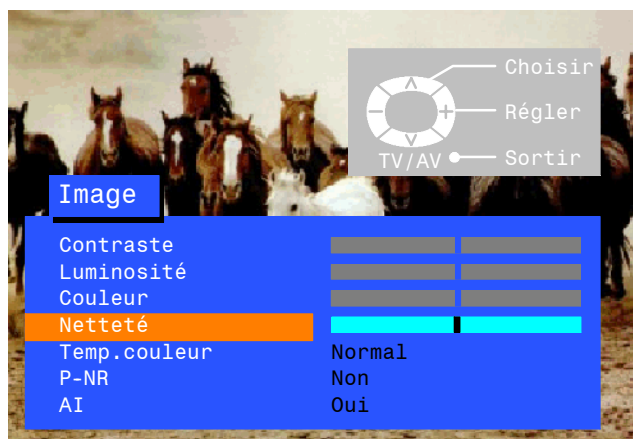 Choisir
Régler
TV/AV Sortir
Image
Contraste
Luminosité
Couleur
Netteté
Temp.couleur Normal
P-NR Non
AI Oui